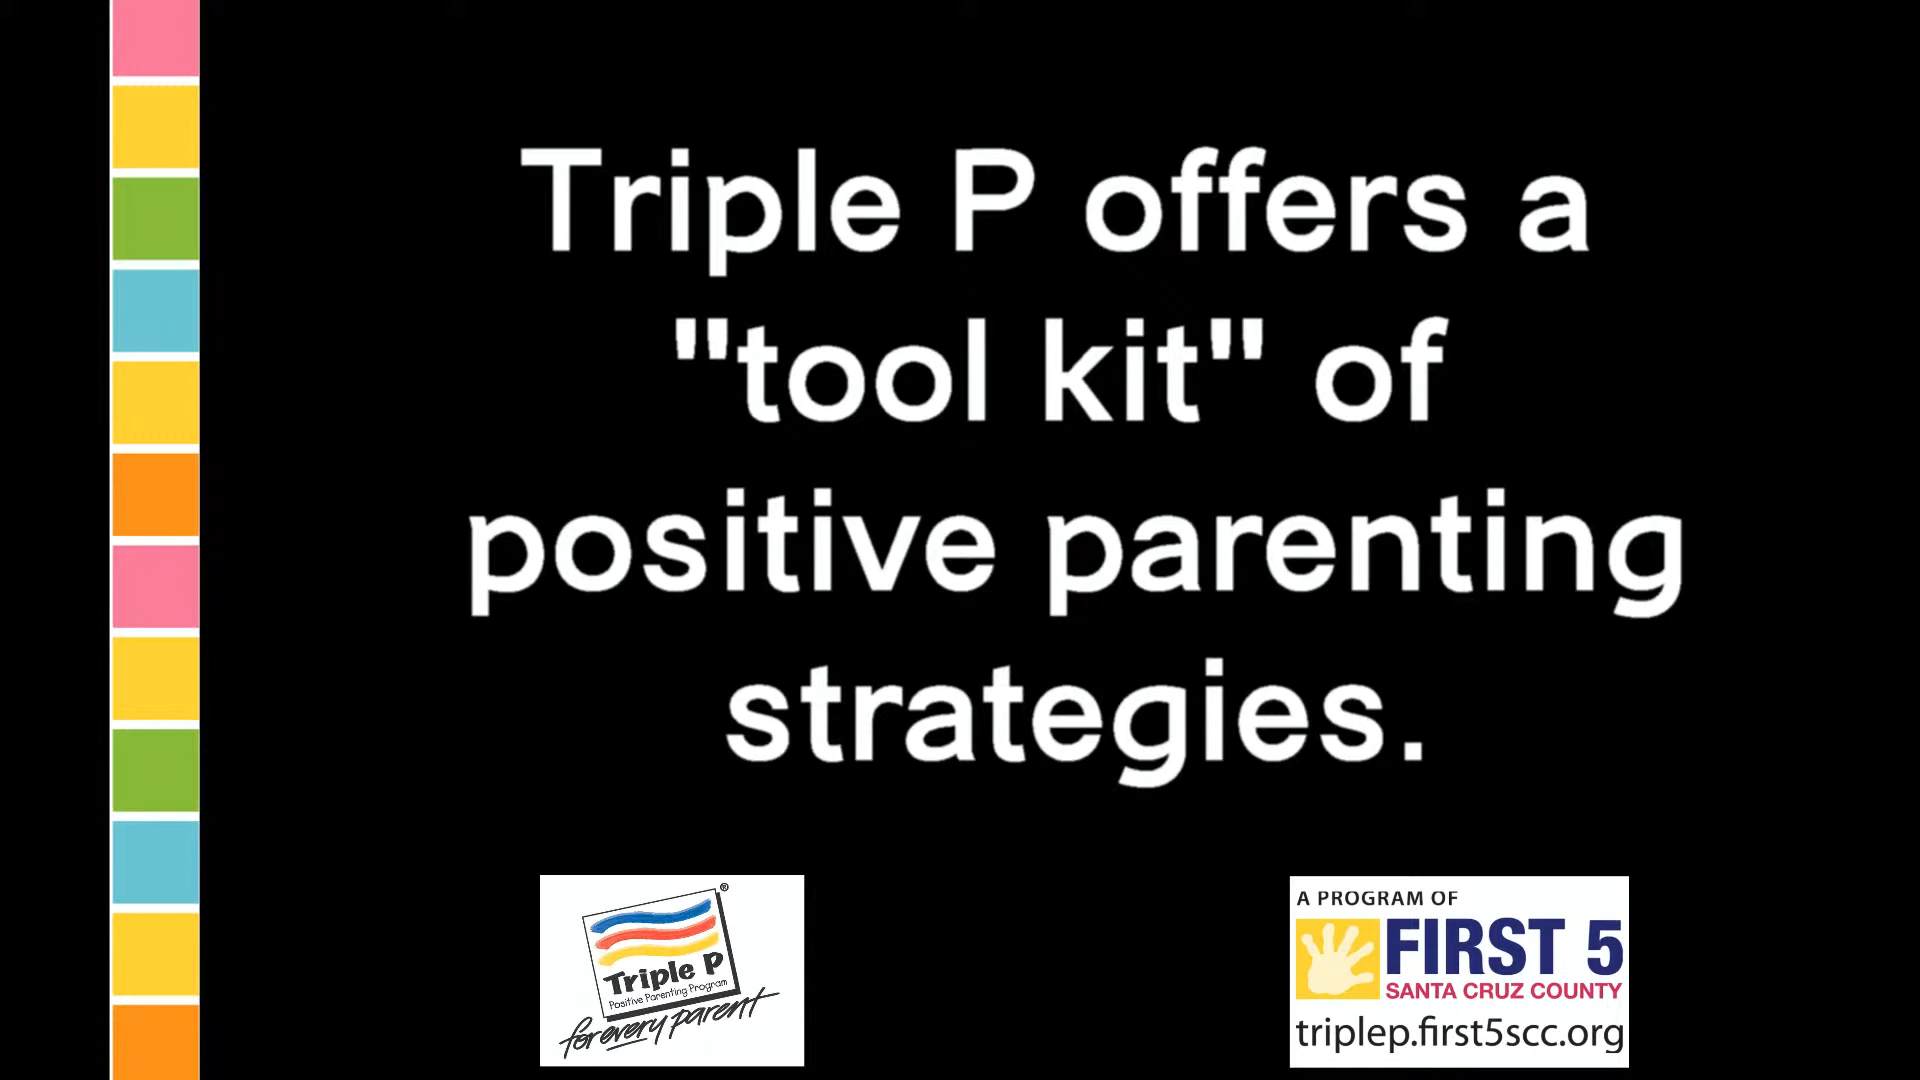 Triple P offers a
"tool kit" of
positive parenting
strategies.
®
Triple P
Positive Parenting Program
for every parent
A PROGRAM OF
FIRST 5
SANTA CRUZ COUNTY
triplep.first5scc.org